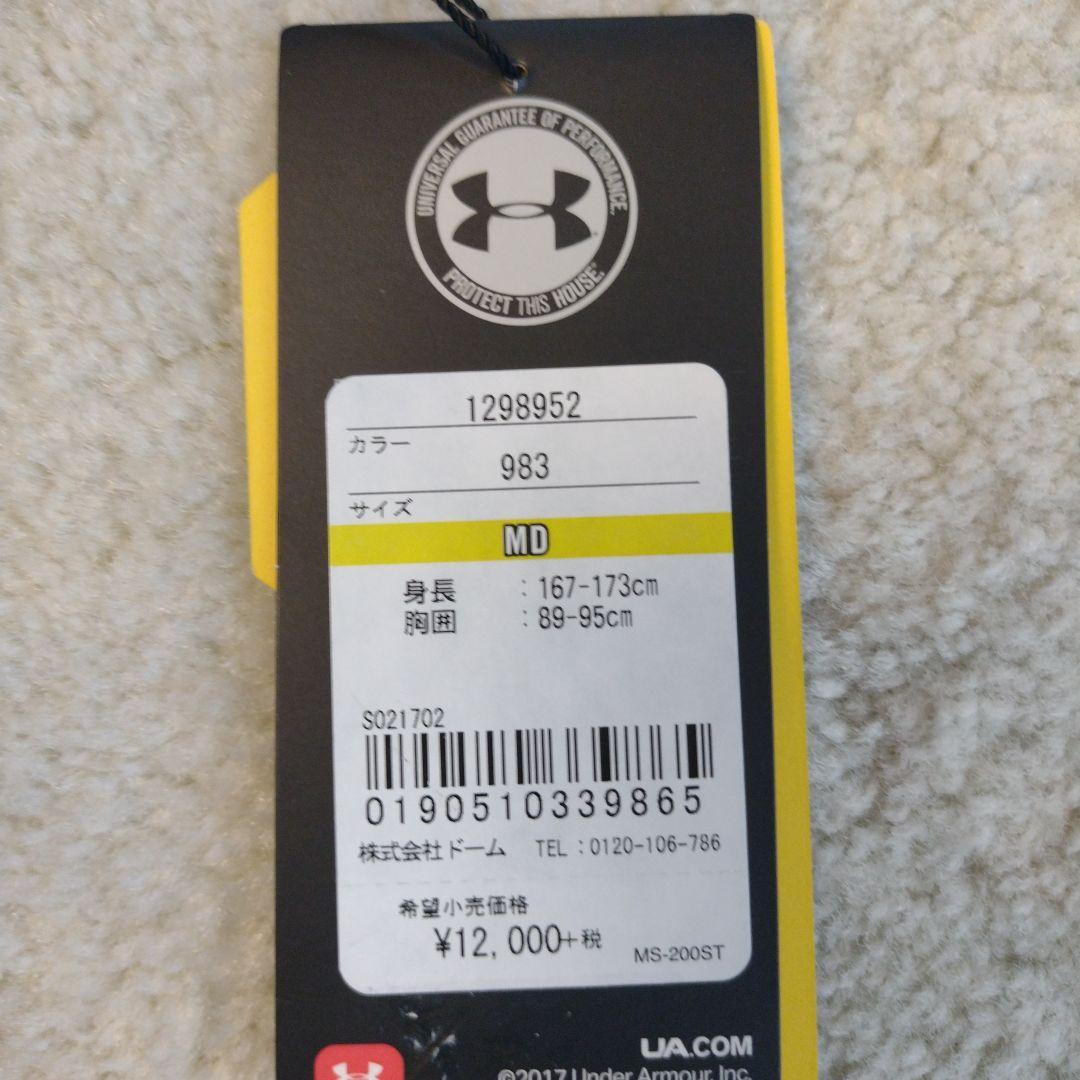 UNIVERSAL GUARANTEE OF PERFORMANCE.
PROTECT THIS HOUSE.®
1298952
カラー
983
サイズ
MD
身長 : 167-173cm
胸囲 : 89-95cm
S021702
0190510339865
株式会社ドーム TEL : 0120-106-786
希望小売価格
¥12,000+税
MS-200ST
UA.COM
©2017 Under Armour, Inc.